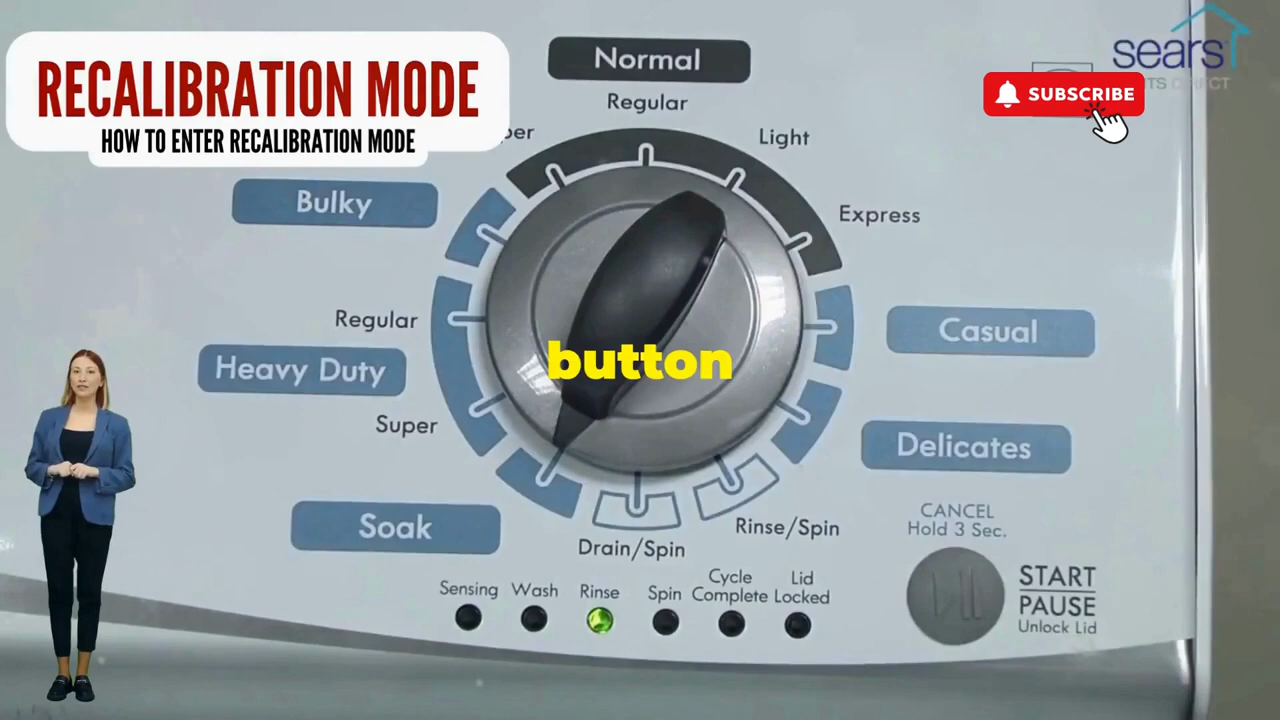 RECALIBRATION MODE
HOW TO ENTER RECALIBRATION MODE
sears
DIRECT
SUBSCRIBE
Normal
Regular
Light
Express
Bulky
Regular
Heavy Duty
Super
Casual
Delicates
button
Soak
Drain/Spin
Rinse/Spin
CANCEL
Hold 3 Sec.
Sensing
Wash
Rinse
Spin
Cycle
Complete
Lid
Locked
START
PAUSE
Unlock Lid